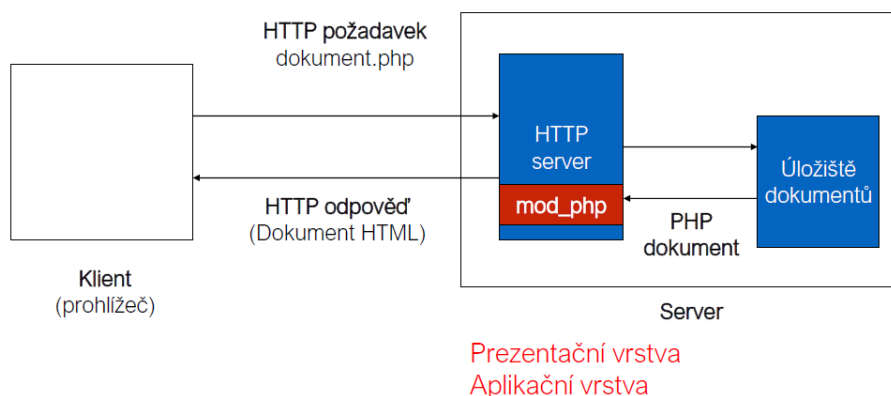 HTTP požadavek
dokument.php
HTTP
server
Úložiště
dokumentů
mod_php
HTTP odpověď
(Dokument HTML)
PHP
dokument
Klient
(prohlížeč)
Server
Prezentační vrstva
Aplikační vrstva